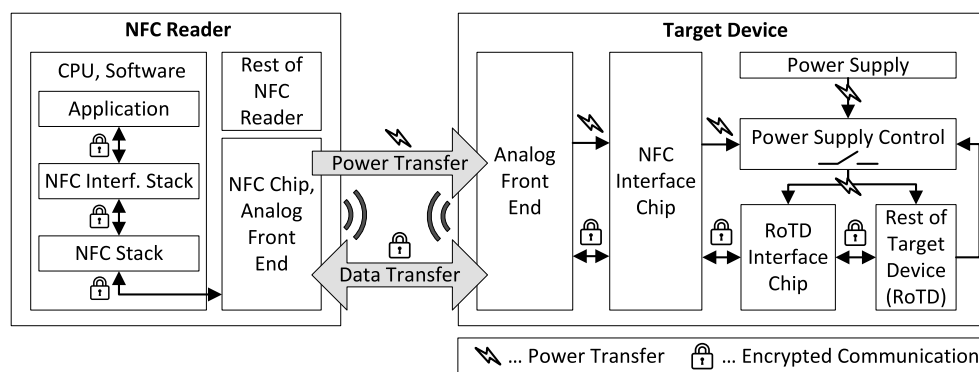 NFC Reader
CPU, Software
Application
NFC Interf. Stack
NFC Stack
Rest of
NFC
Reader
NFC Chip,
Analog
Front
End
Power Transfer
Data Transfer
Target Device
Analog
Front
End
NFC
Interface
Chip
Power Supply
Power Supply Control
RoTD
Interface
Chip
Rest of
Target
Device
(RoTD)
... Power Transfer
... Encrypted Communication